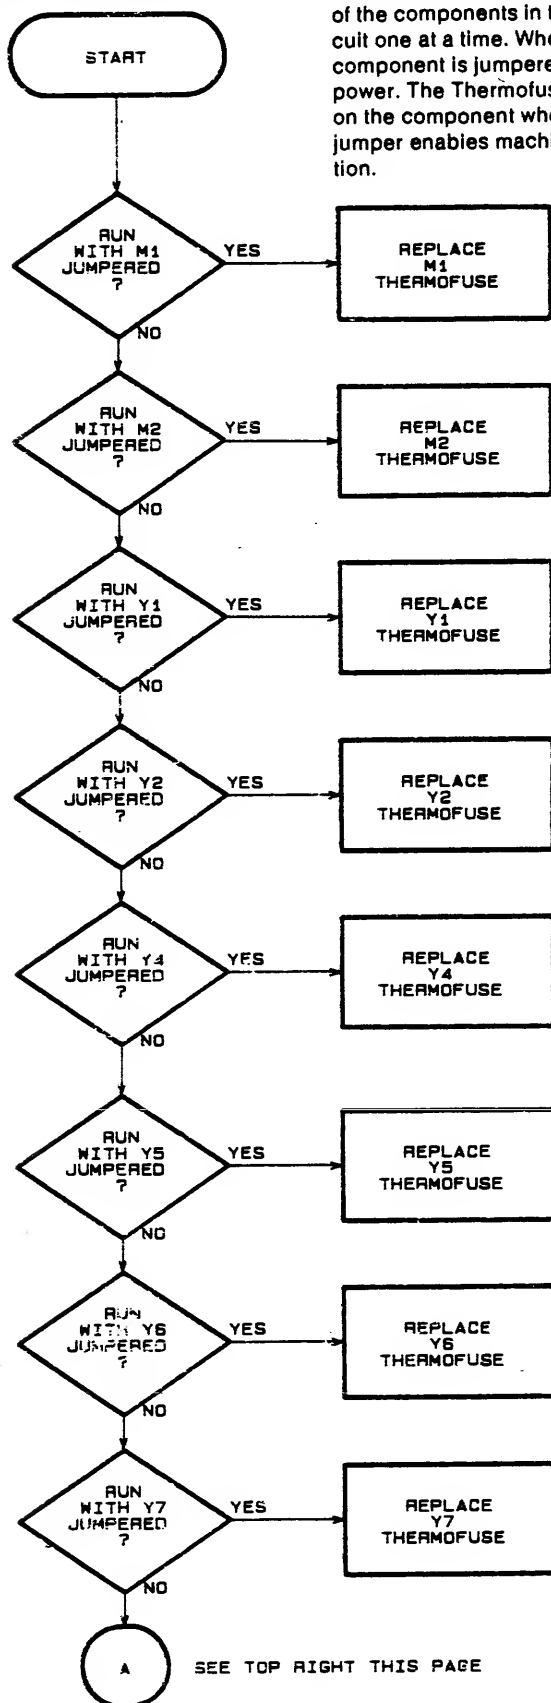 of the components in
cuit one at a time.
component is jumpere
power. The Thermofus
on the component
jumper enables machi
tion.
START
RUN
WITH M1
JUMPERED
?
YES
REPLACE
M1
THERMOFUSE
NO
RUN
WITH M2
JUMPERED
?
YES
REPLACE
M2
THERMOFUSE
NO
RUN
WITH Y1
JUMPERED
?
YES
REPLACE
Y1
THERMOFUSE
NO
RUN
WITH Y2
JUMPERED
?
YES
REPLACE
Y2
THERMOFUSE
NO
RUN
WITH Y4
JUMPERED
?
YES
REPLACE
Y4
THERMOFUSE
NO
RUN
WITH Y5
JUMPERED
?
YES
REPLACE
Y5
THERMOFUSE
NO
RUN
WITH Y6
JUMPERED
?
YES
REPLACE
Y6
THERMOFUSE
NO
RUN
WITH Y7
JUMPERED
?
YES
REPLACE
Y7
THERMOFUSE
NO
A
SEE TOP RIGHT THIS PAGE